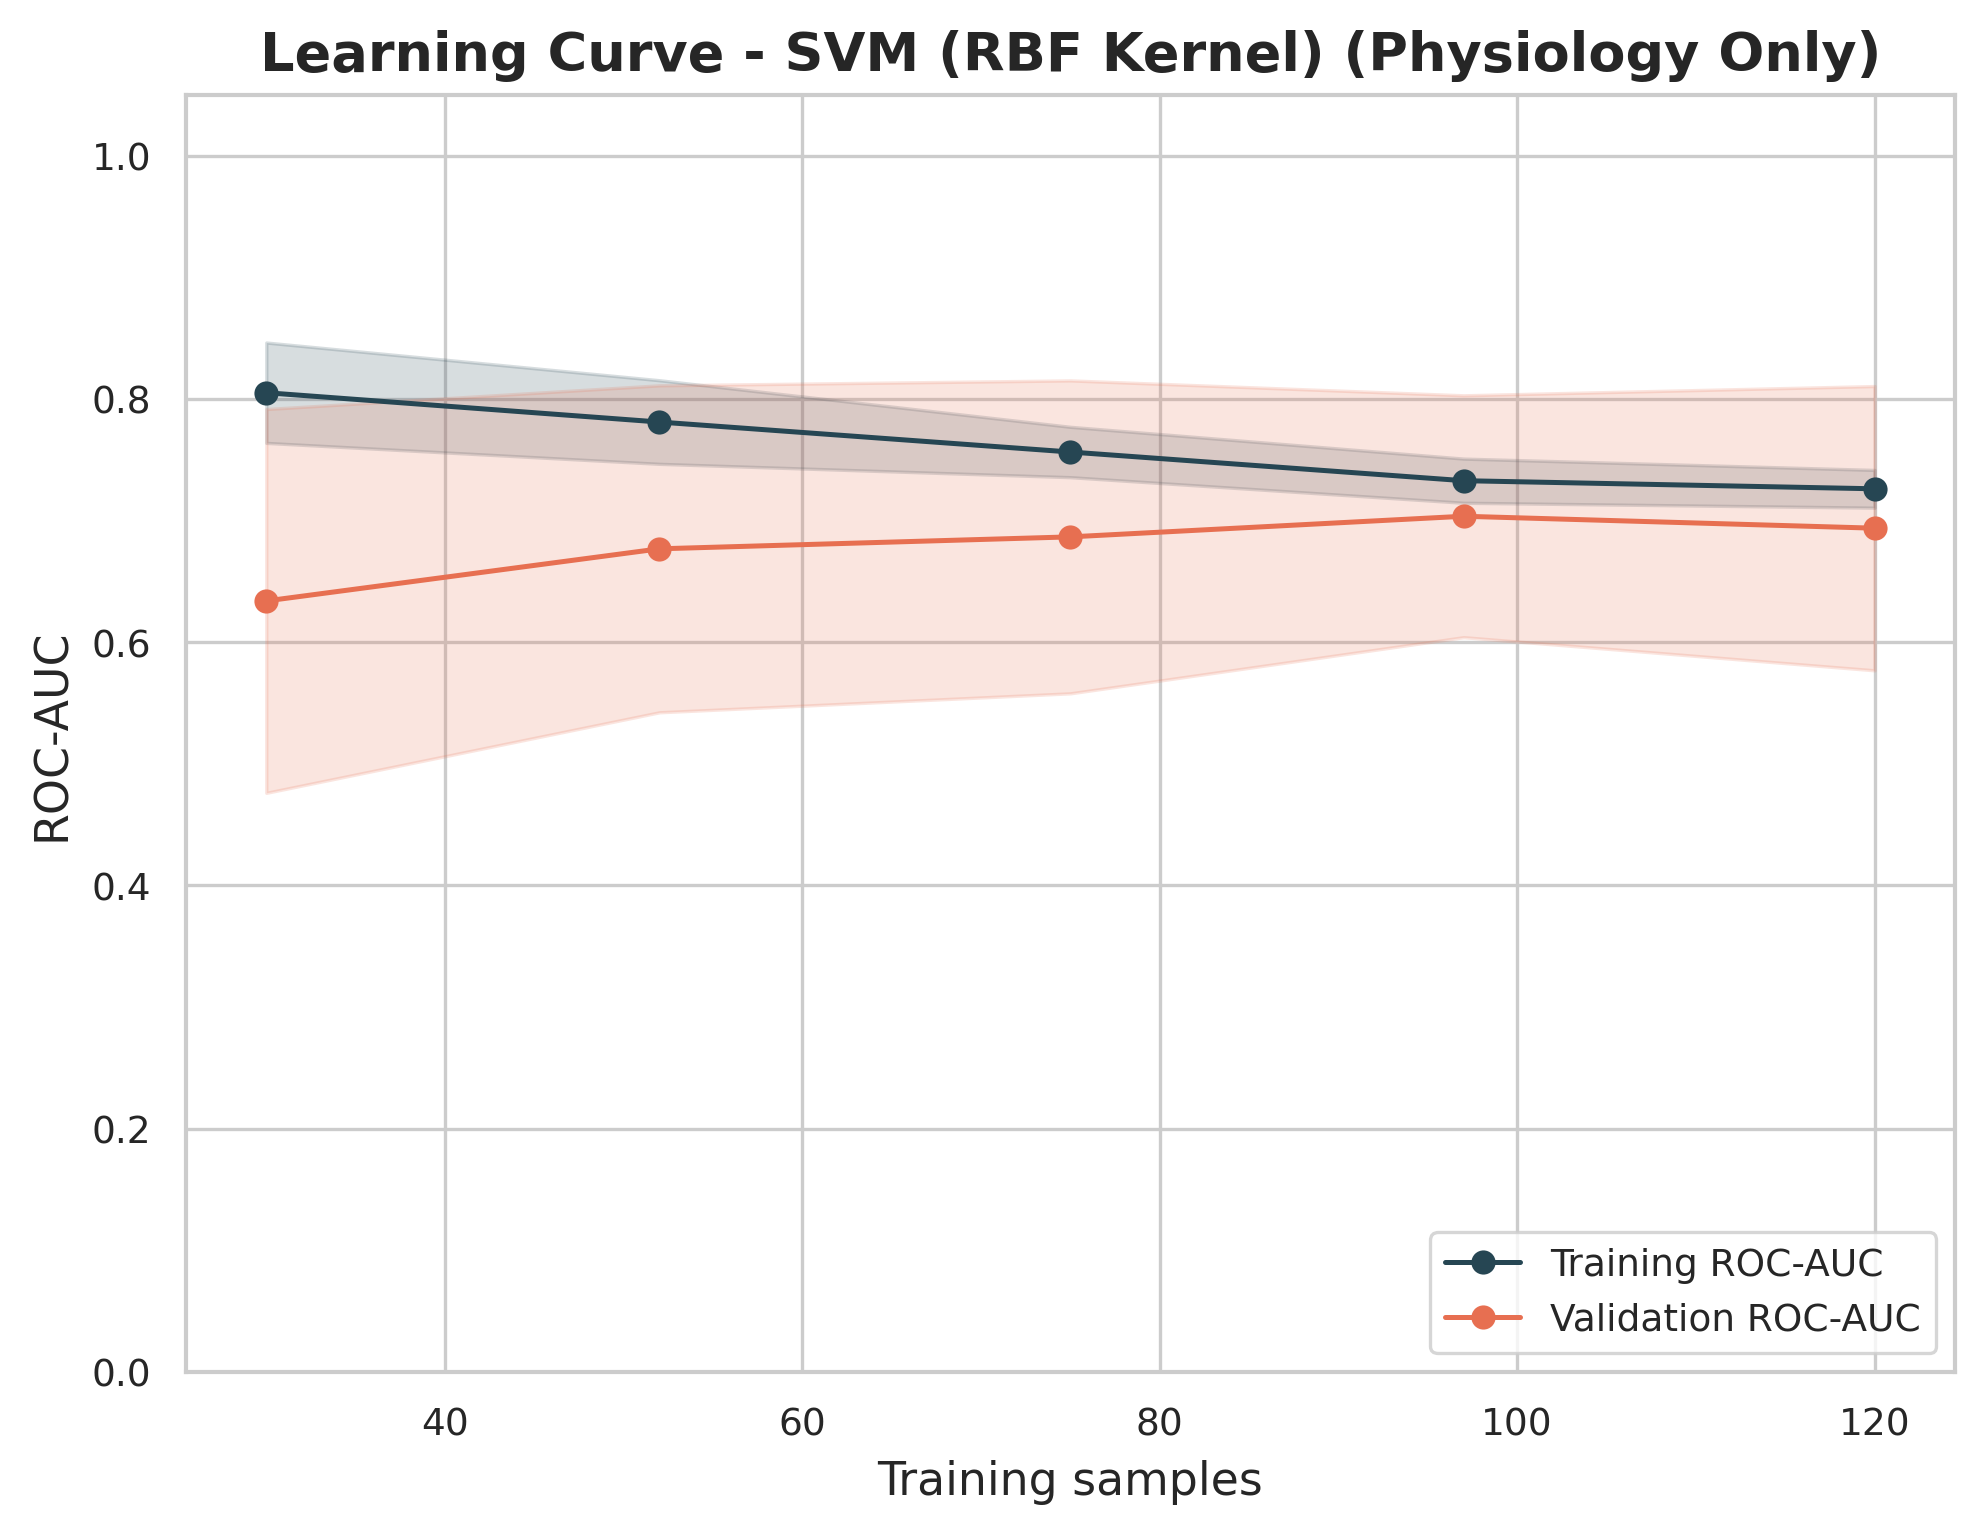 Learning Curve - SVM (RBF Kernel) (Physiology Only)
1.0
0.8
0.6
0.4
0.2
0.0
ROC-AUC
40 60 80 100 120
Training samples
Training ROC-AUC
Validation ROC-AUC